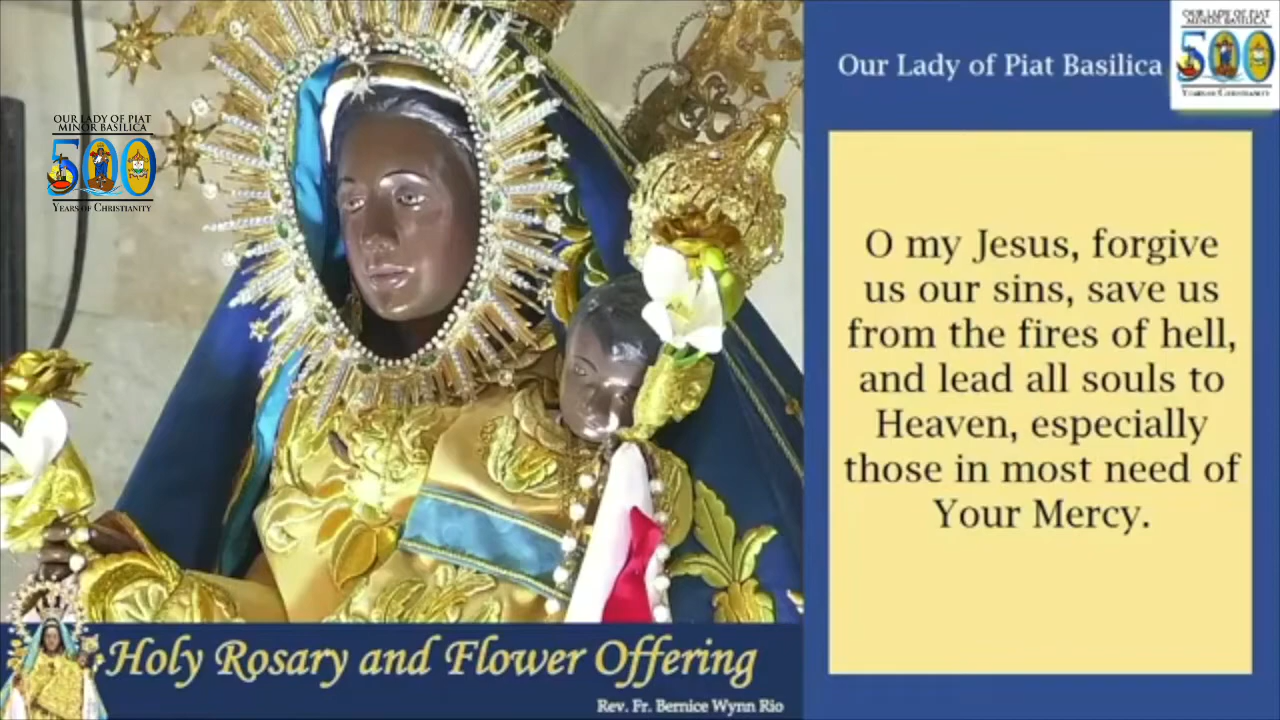 OUR LADY OF PIAT
MINOR BASILICA
500
YEARS OF CHRISTIANITY
Our Lady of Piat Basilica
OUR LADY OF PIAT
MINOR BASILICA
500
YEARS OF CHRISTIANITY
O my Jesus, forgive
us our sins, save us
from the fires of hell,
and lead all souls to
Heaven, especially
those in most need of
Your Mercy.
Holy Rosary and Flower Offering
Rev. Fr. Bernice Wynn Rio